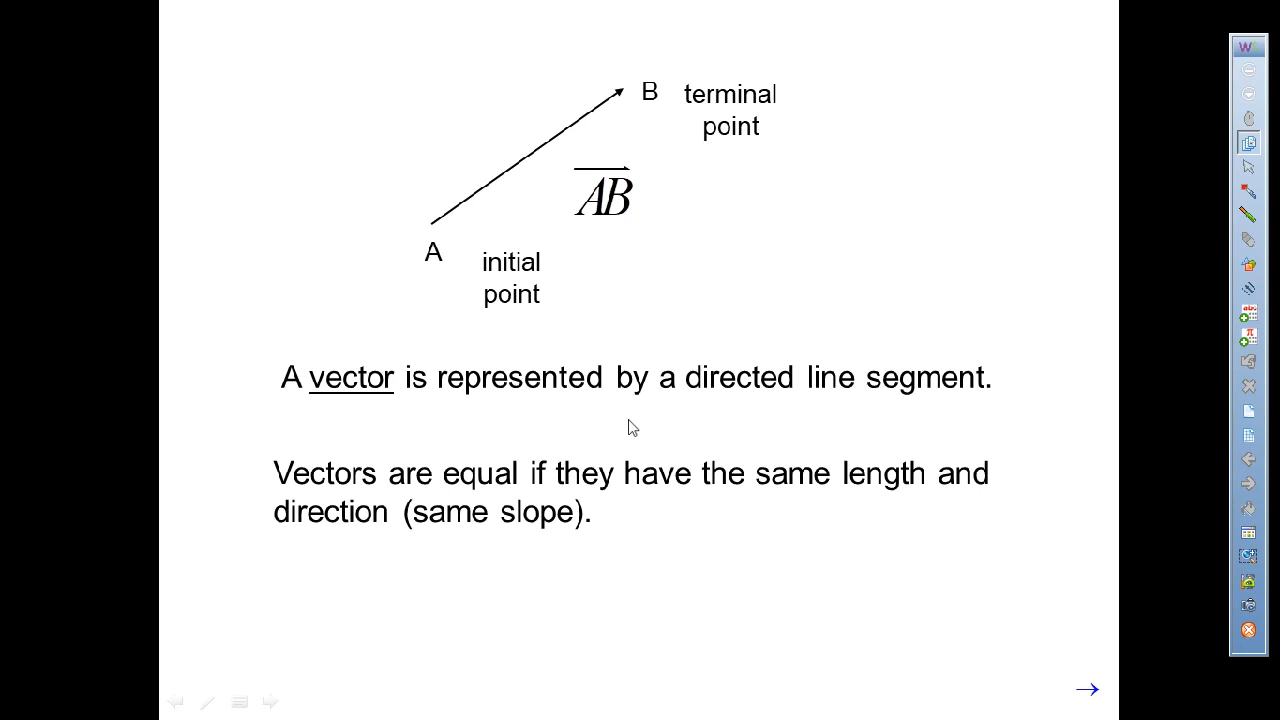 B terminal
point
AB
A initial
point
A vector is represented by a directed line segment.
Vectors are equal if they have the same length and
direction (same slope).